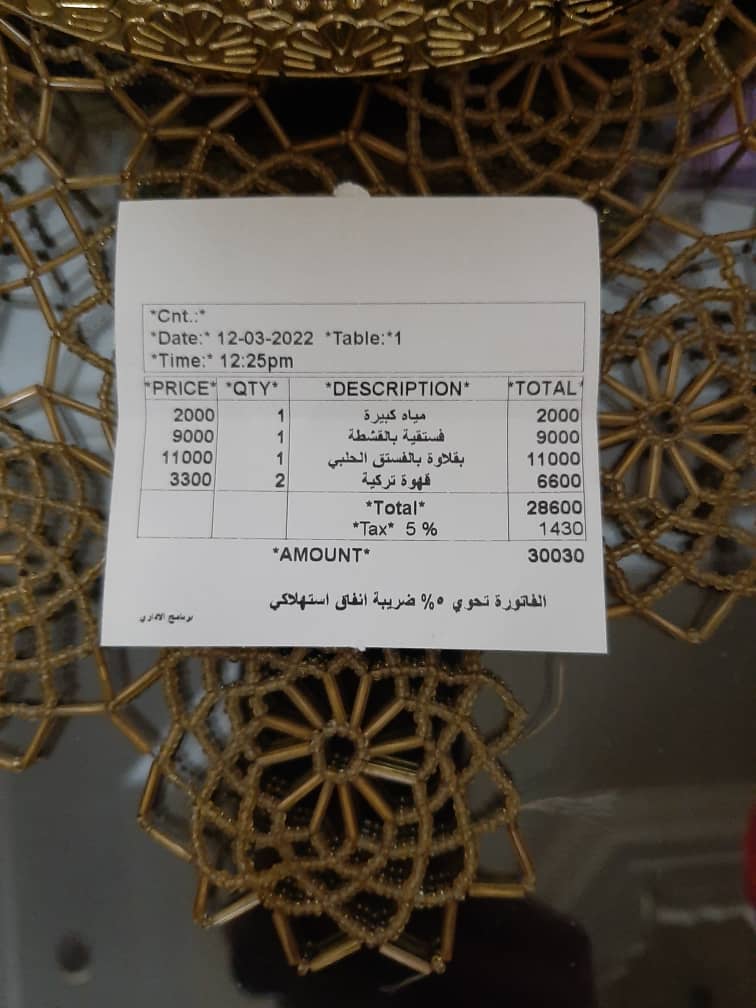 *Cnt.:*
*Date:* 12-03-2022 *Table:*1
*Time:* 12:25pm
*PRICE* *QTY* *DESCRIPTION* *TOTAL*
2000 1 مياه كبيرة 2000
9000 1 فستقية بالقشطة 9000
11000 1 بقلاوة بالفستق الحلبي 11000
3300 2 قهوة تركية 6600
*Total* 28600
*Tax* 5 % 1430
*AMOUNT* 30030
الفاتورة تحوي ٥% ضريبة انفاق استهلاكي
برنامج الاداري